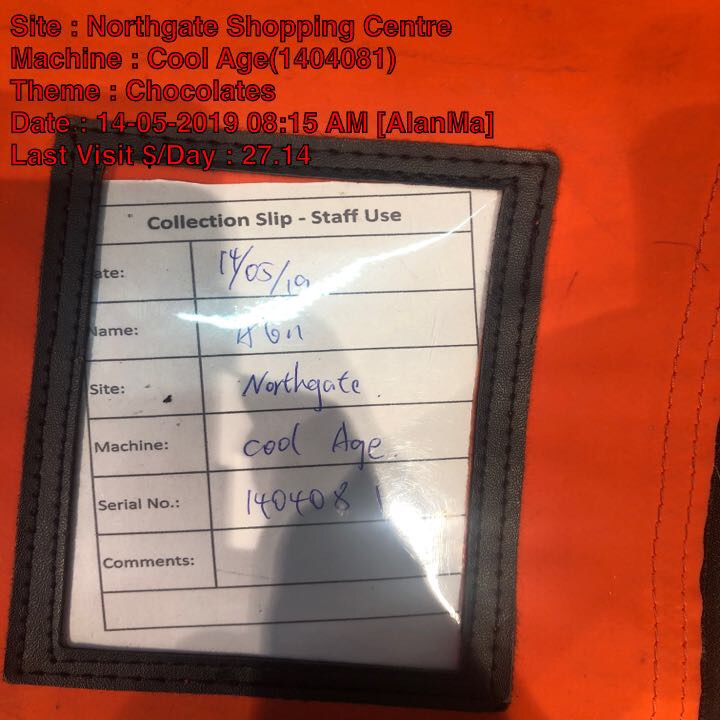 Site : Northgate Shopping Centre
Machine : Cool Age(1404081)
Theme : Chocolates
Date : 14-05-2019 08:15 AM [AlanMa]
Last Visit $/Day : 27.14
Collection Slip - Staff Use
ate: 14/05/19
Name:
Site: Northgate.
Machine: Cool Age.
Serial No.: 1404081
Comments: